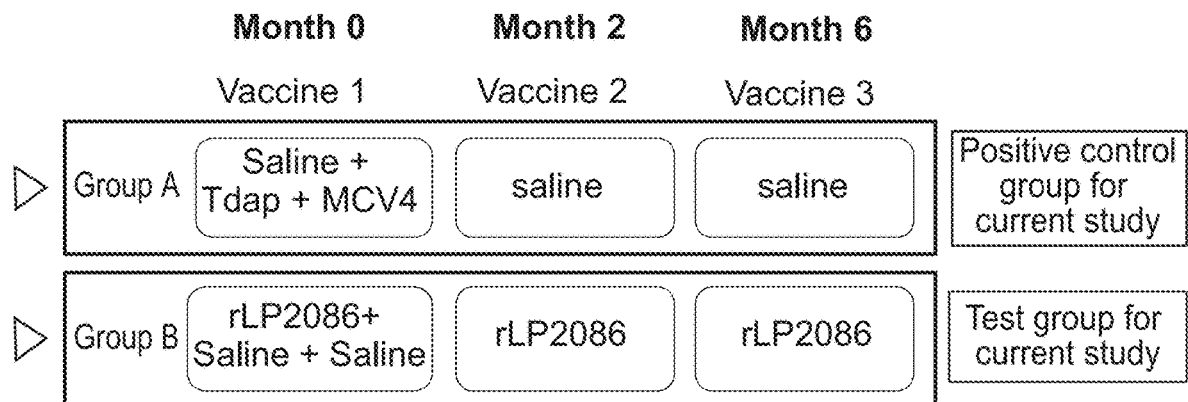 Month 0 Month 2 Month 6
Vaccine 1 Vaccine 2 Vaccine 3
Group A
Saline +
Tdap + MCV4
saline
saline
Positive control
group for
current study
Group B
rLP2086+
Saline + Saline
rLP2086
rLP2086
Test group for
current study